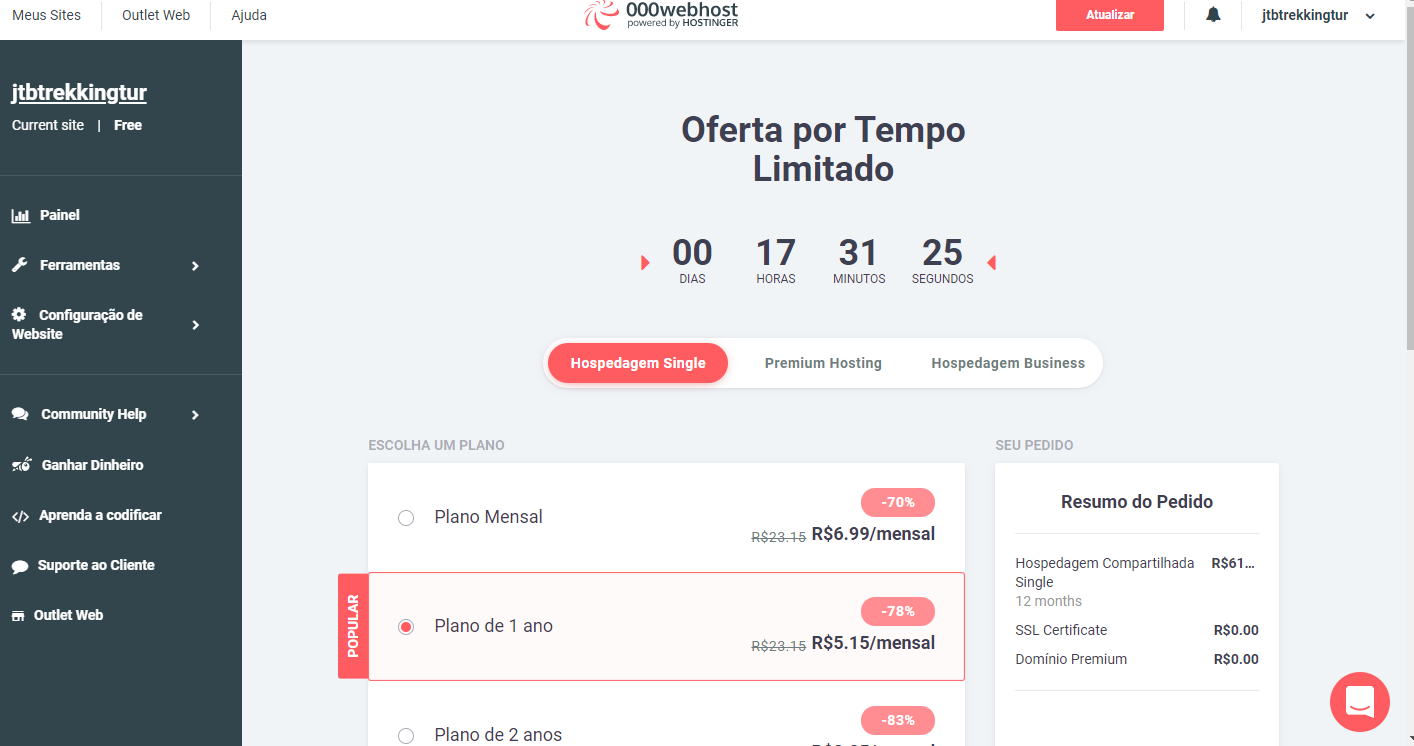 Meus Sites
Outlet Web
Ajuda
000webhost
powered by HOSTINGER
Atualizar
jtbtrekkingtur
jtbtrekkingtur
Current site | Free
Painel
Ferramentas
Configuração de
Website
Community Help
Ganhar Dinheiro
Aprenda a codificar
Suporte ao Cliente
Outlet Web
Oferta por Tempo
Limitado
00 17 31 25
DIAS HORAS MINUTOS SEGUNDOS
Hospedagem Single
Premium Hosting
Hospedagem Business
ESCOLHA UM PLANO
-70%
Plano Mensal
R$23.15 R$6.99/mensal
POPULAR
-78%
Plano de 1 ano
R$23.15 R$5.15/mensal
-83%
Plano de 2 anos
SEU PEDIDO
Resumo do Pedido
Hospedagem Compartilhada R$61...
Single
12 months
SSL Certificate R$0.00
Domínio Premium R$0.00